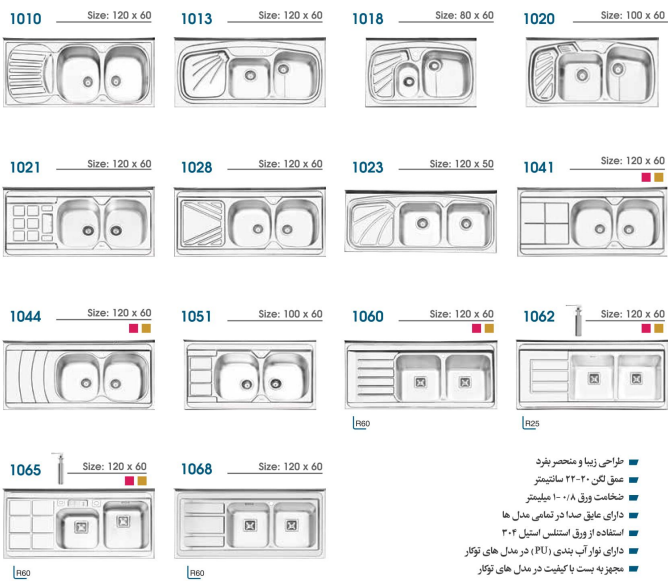 1010 Size: 120 x 60
1013 Size: 120 x 60
1018 Size: 80 x 60
1020 Size: 100 x 60
1021 Size: 120 x 60
1028 Size: 120 x 60
1023 Size: 120 x 50
1041 Size: 120 x 60
1044 Size: 120 x 60
1051 Size: 100 x 60
1060 Size: 120 x 60
1062 Size: 120 x 60
R60
R25
1065 Size: 120 x 60
1068 Size: 120 x 60
R60
R60
طراحی زیبا و منحصر بفرد
عمق لگن ۲۰-۲۲ سانتیمتر
ضخامت ورق ۰/۸ -۱ میلیمتر
دارای عایق صدا در تمامی مدل ها
استفاده از ورق استنلس استیل ۳۰۴
دارای نوار آب بندی (PU) در مدل های توکار
مجهز به بست با کیفیت در مدل های توکار